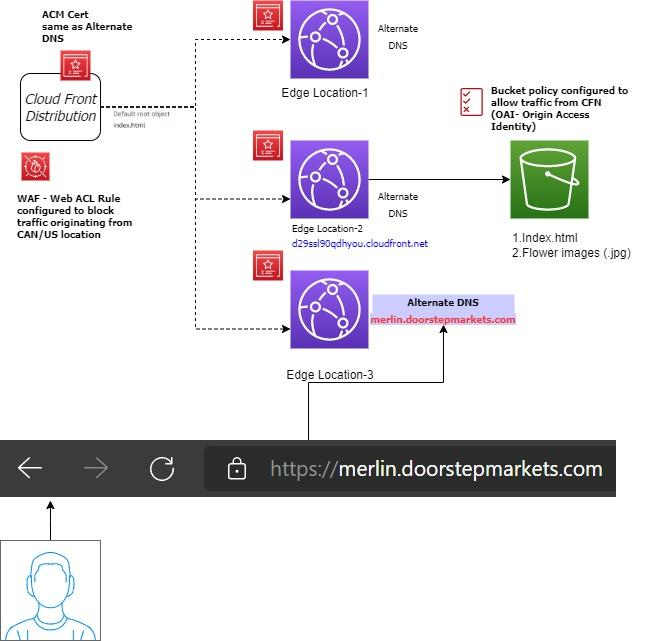 ACM Cert
same as Alternate
DNS
Cloud Front
Distribution
Default root object
index.html
WAF - Web ACL Rule
configured to block
traffic originating from
CAN/US location
Alternate
DNS
Edge Location-1
Alternate
DNS
Edge Location-2
d29ssl90qdhyou.cloudfront.net
Bucket policy configured to
allow traffic from CFN
(OAI- Origin Access
Identity)
1.Index.html
2.Flower images (.jpg)
Alternate DNS
merlin.doorstepmarkets.com
Edge Location-3
https://merlin.doorstepmarkets.com